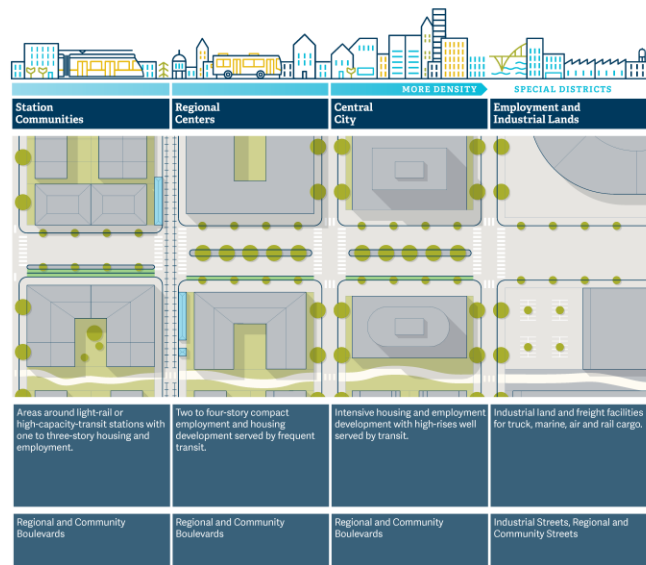 MORE DENSITY
SPECIAL DISTRICTS
Station
Communities
Regional
Centers
Central
City
Employment and
Industrial Lands
Areas around light-rail or
high-capacity-transit stations with
one to three-story housing and
employment.
Two to four-story compact
employment and housing
development served by frequent
transit.
Intensive housing and employment
development with high-rises well
served by transit.
Industrial land and freight facilities
for truck, marine, air and rail cargo.
Regional and Community
Boulevards
Regional and Community
Boulevards
Regional and Community
Boulevards
Industrial Streets, Regional and
Community Streets